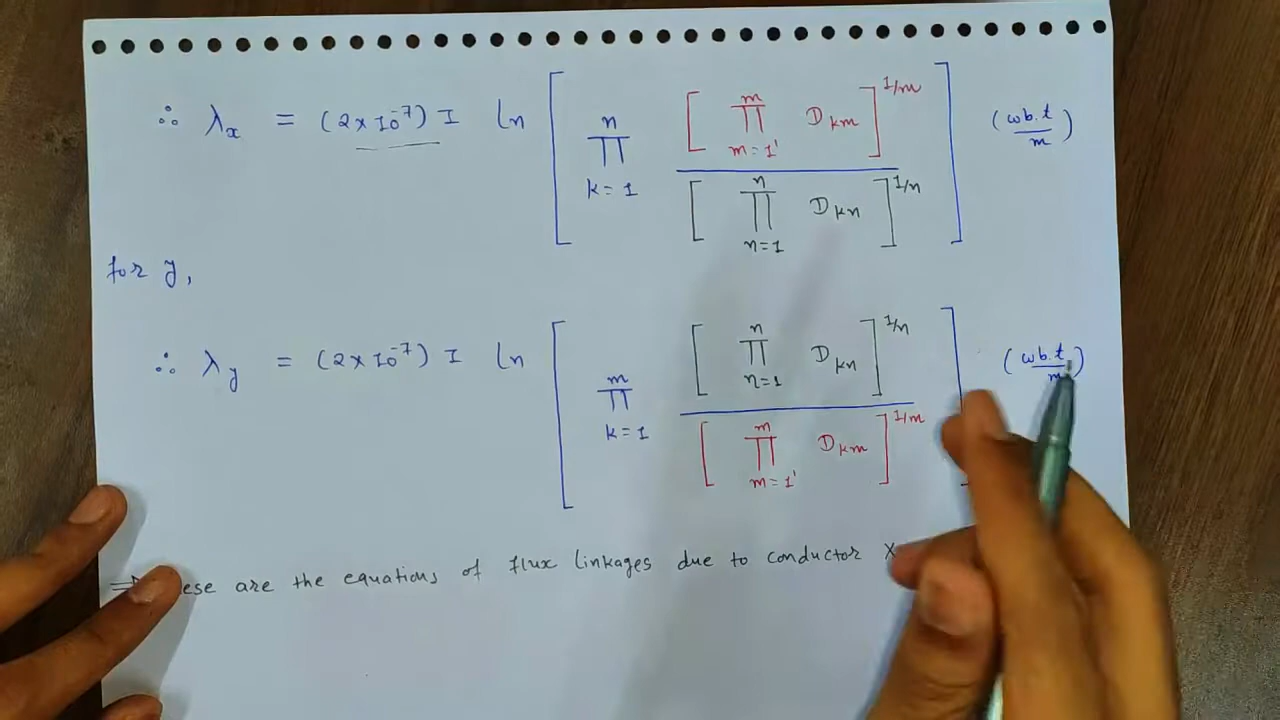 ∴ λx = (2×10⁻⁷) I ln [ n ∏ k=1 [ m ∏ m=1' Dkm ]^1/m / [ n ∏ n=1 Dkn ]^1/n ] (wb.t/m)
for y,
∴ λy = (2×10⁻⁷) I ln [ m ∏ k=1 [ n ∏ n=1 Dkn ]^1/n / [ m ∏ m=1' Dkm ]^1/m ] (wb.t/m)
⇒ ese are the equations of flux linkages due to conductor X